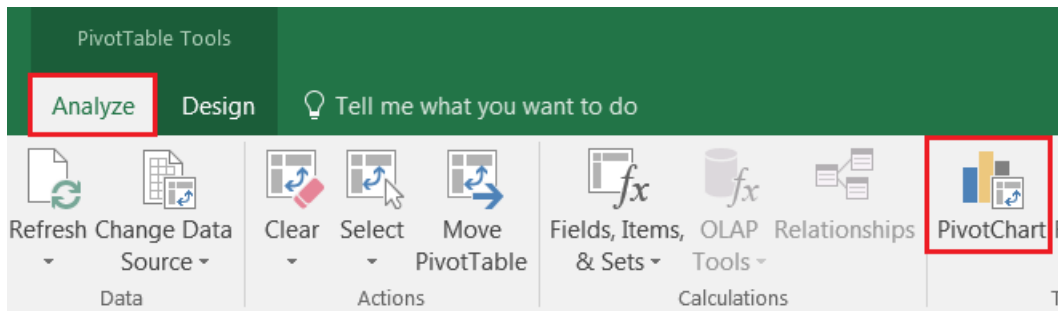 PivotTable Tools
Analyze Design Tell me what you want to do
Refresh Change Data Source Clear Select Move PivotTable Fields, Items, & Sets OLAP Tools Relationships PivotChart
Data Actions Calculations